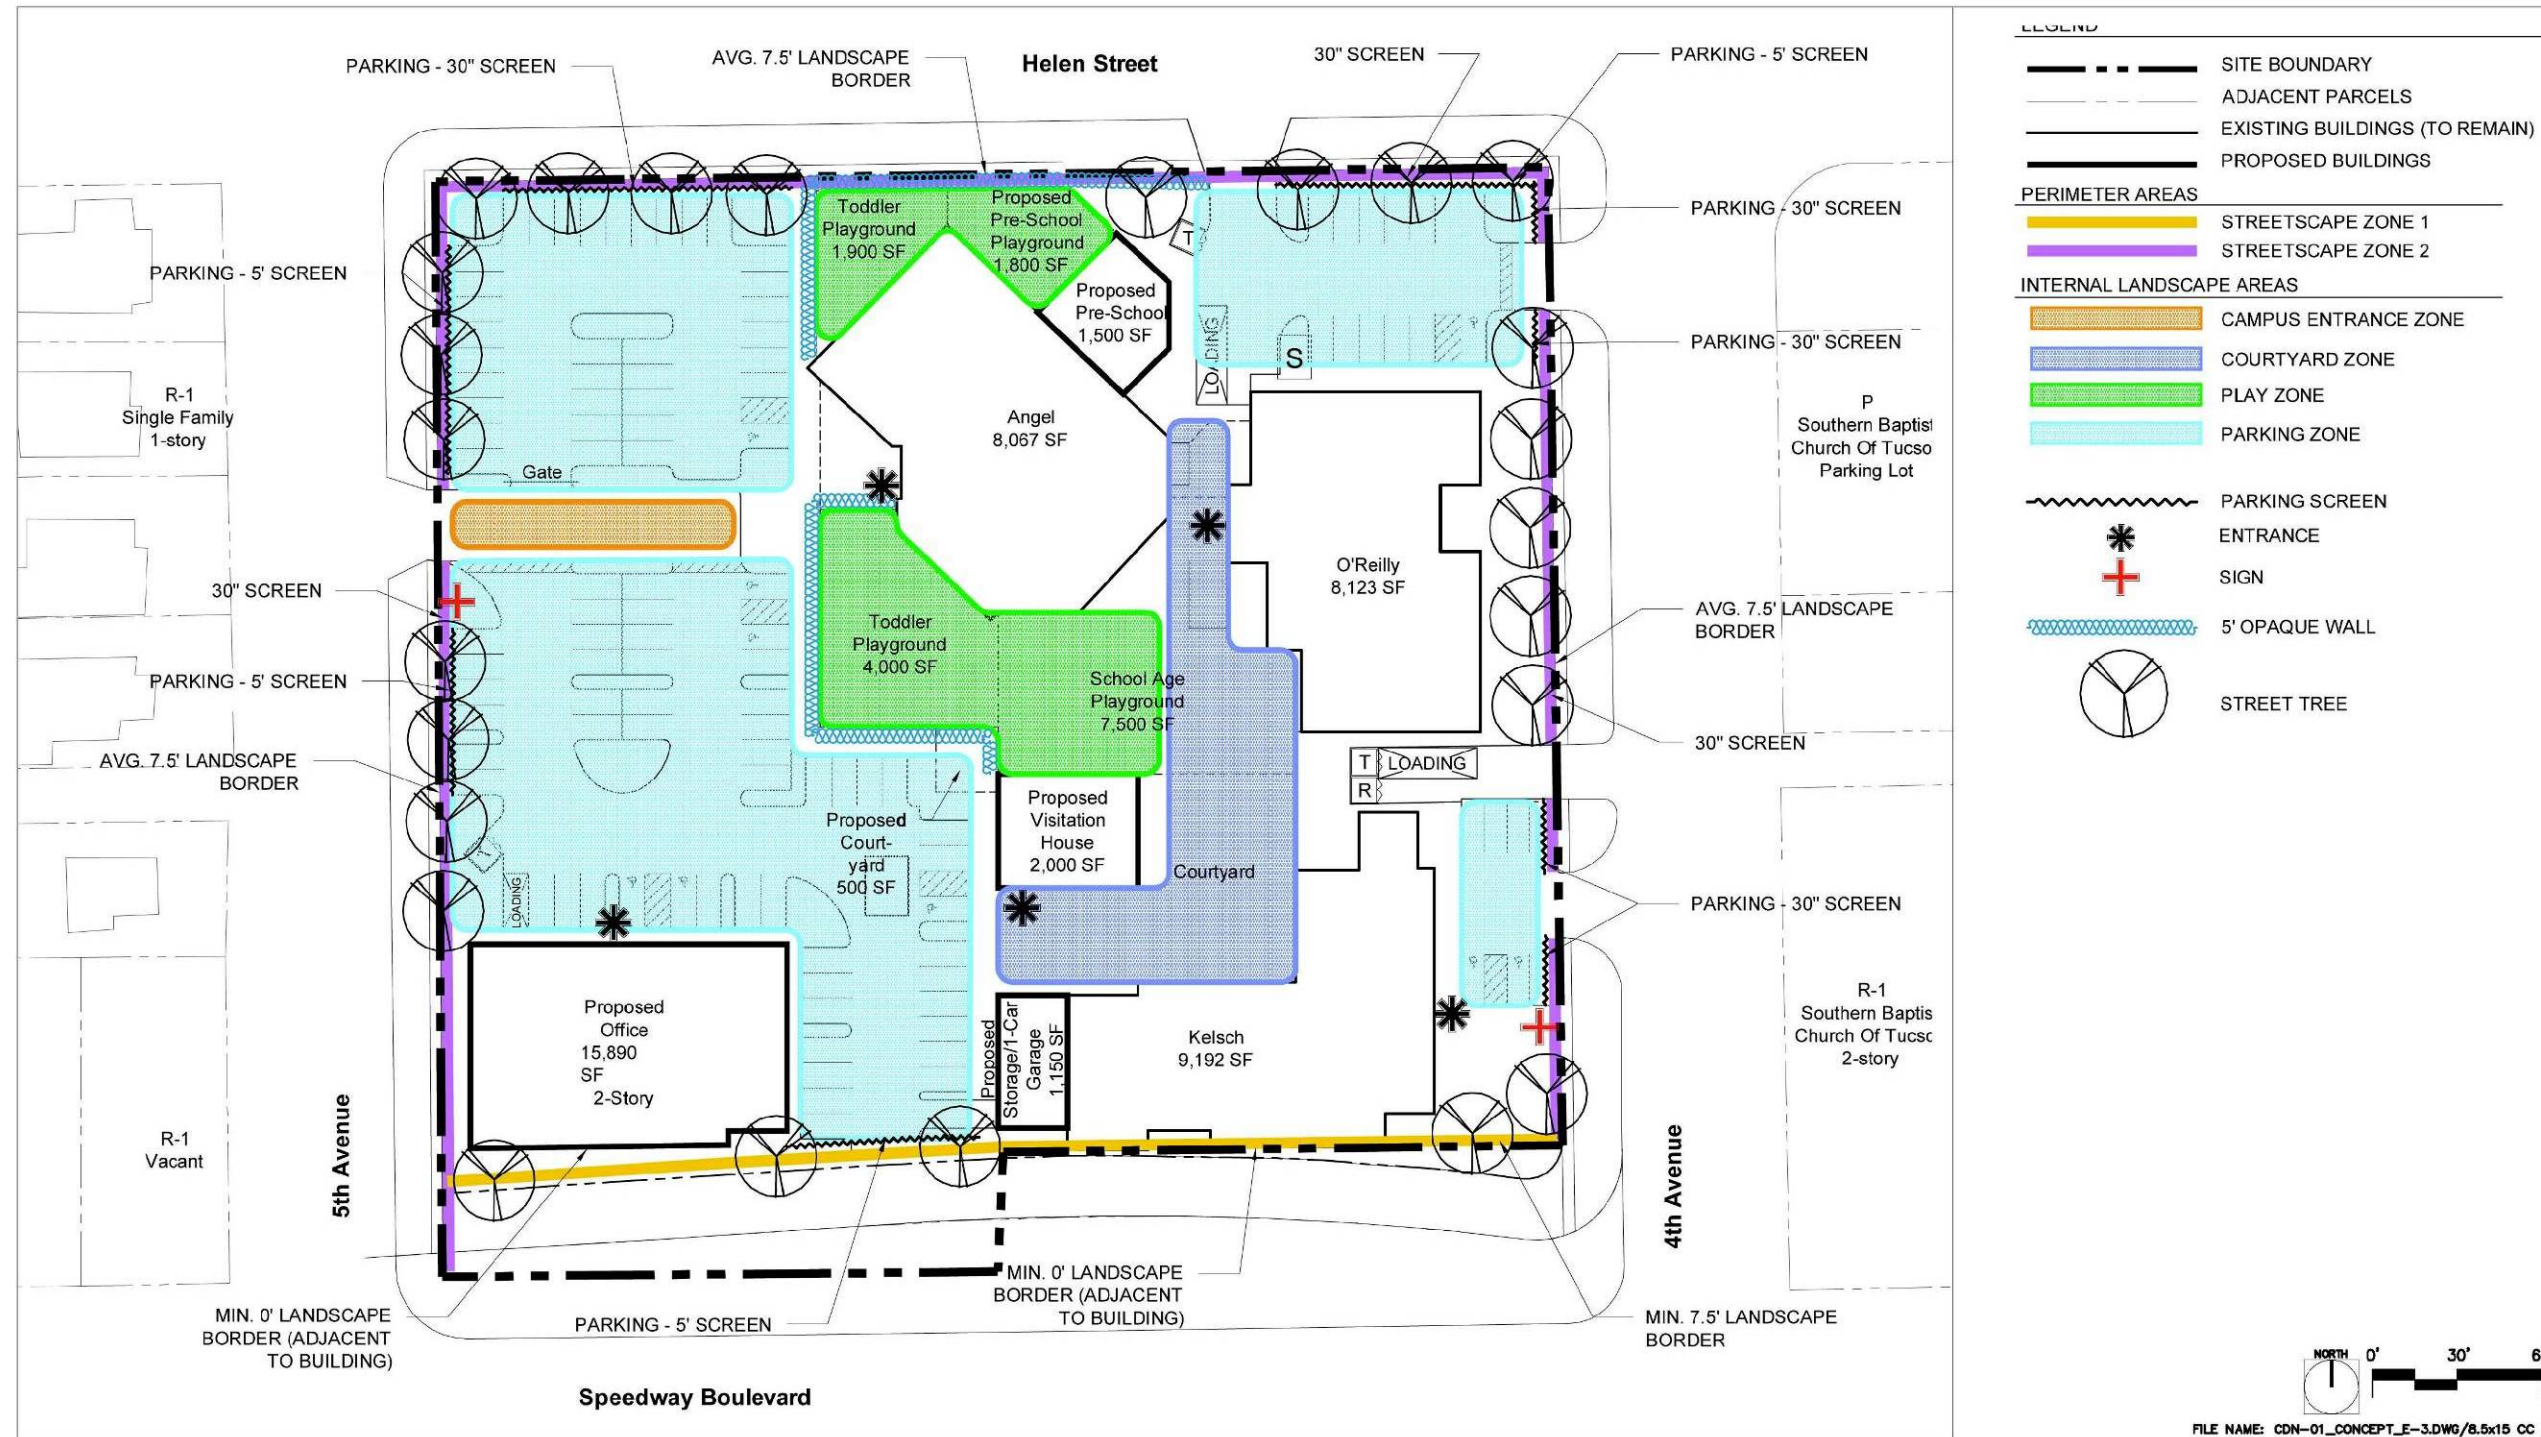 PARKING - 30" SCREEN
AVG. 7.5' LANDSCAPE
BORDER
Helen Street
30" SCREEN
PARKING - 5' SCREEN
PARKING - 5' SCREEN
R-1
Single Family
1-story
30" SCREEN
PARKING - 5' SCREEN
AVG. 7.5' LANDSCAPE
BORDER
R-1
Vacant
5th Avenue
MIN. 0' LANDSCAPE
BORDER (ADJACENT
TO BUILDING)
Toddler
Playground
1,900 SF
Proposed
Pre-School
Playground
1,800 SF
Proposed
Pre-School
1,500 SF
T
LOADING
S
Gate
Angel
8,067 SF
O'Reilly
8,123 SF
Toddler
Playground
4,000 SF
School Age
Playground
7,500 SF
T
LOADING
R
Proposed
Court-
yard
500 SF
Proposed
Visitation
House
2,000 SF
Courtyard
T
LOADING
Proposed
Office
15,890
SF
2-Story
Proposed
Storage/1-Car
Garage
1,150 SF
Kelsch
9,192 SF
PARKING - 5' SCREEN
MIN. 0' LANDSCAPE
BORDER (ADJACENT
TO BUILDING)
Speedway Boulevard
PARKING - 30" SCREEN
PARKING - 30" SCREEN
P
Southern Baptist
Church Of Tucso
Parking Lot
AVG. 7.5' LANDSCAPE
BORDER
30" SCREEN
PARKING - 30" SCREEN
R-1
Southern Baptis
Church Of Tucso
2-story
4th Avenue
MIN. 7.5' LANDSCAPE
BORDER
LEGEND
SITE BOUNDARY
ADJACENT PARCELS
EXISTING BUILDINGS (TO REMAIN)
PROPOSED BUILDINGS
PERIMETER AREAS
STREETSCAPE ZONE 1
STREETSCAPE ZONE 2
INTERNAL LANDSCAPE AREAS
CAMPUS ENTRANCE ZONE
COURTYARD ZONE
PLAY ZONE
PARKING ZONE
PARKING SCREEN
ENTRANCE
SIGN
5' OPAQUE WALL
STREET TREE
NORTH
0' 30' 6
FILE NAME: CDN-01_CONCEPT_E-3.DWG/8.5x15 CC